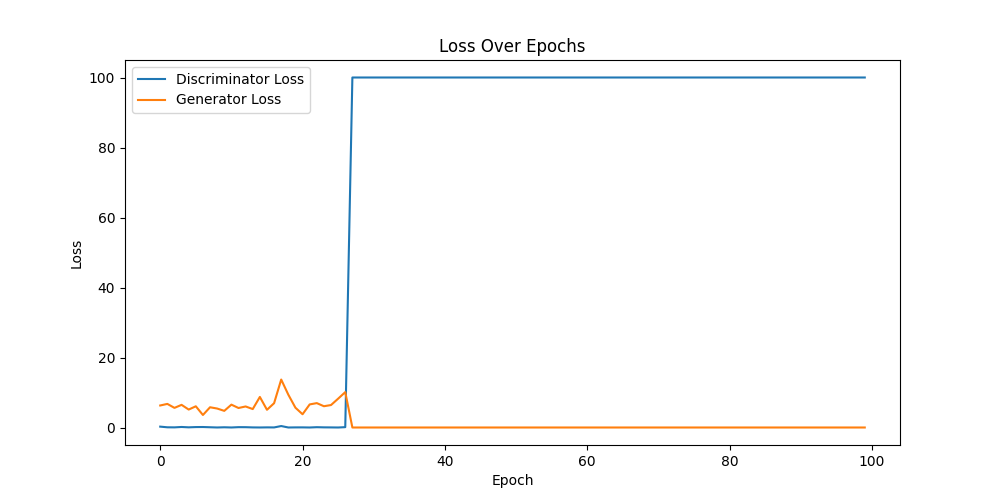 Loss Over Epochs
Discriminator Loss
Generator Loss
100
80
60
40
20
0
Loss
0 20 40 60 80 100
Epoch